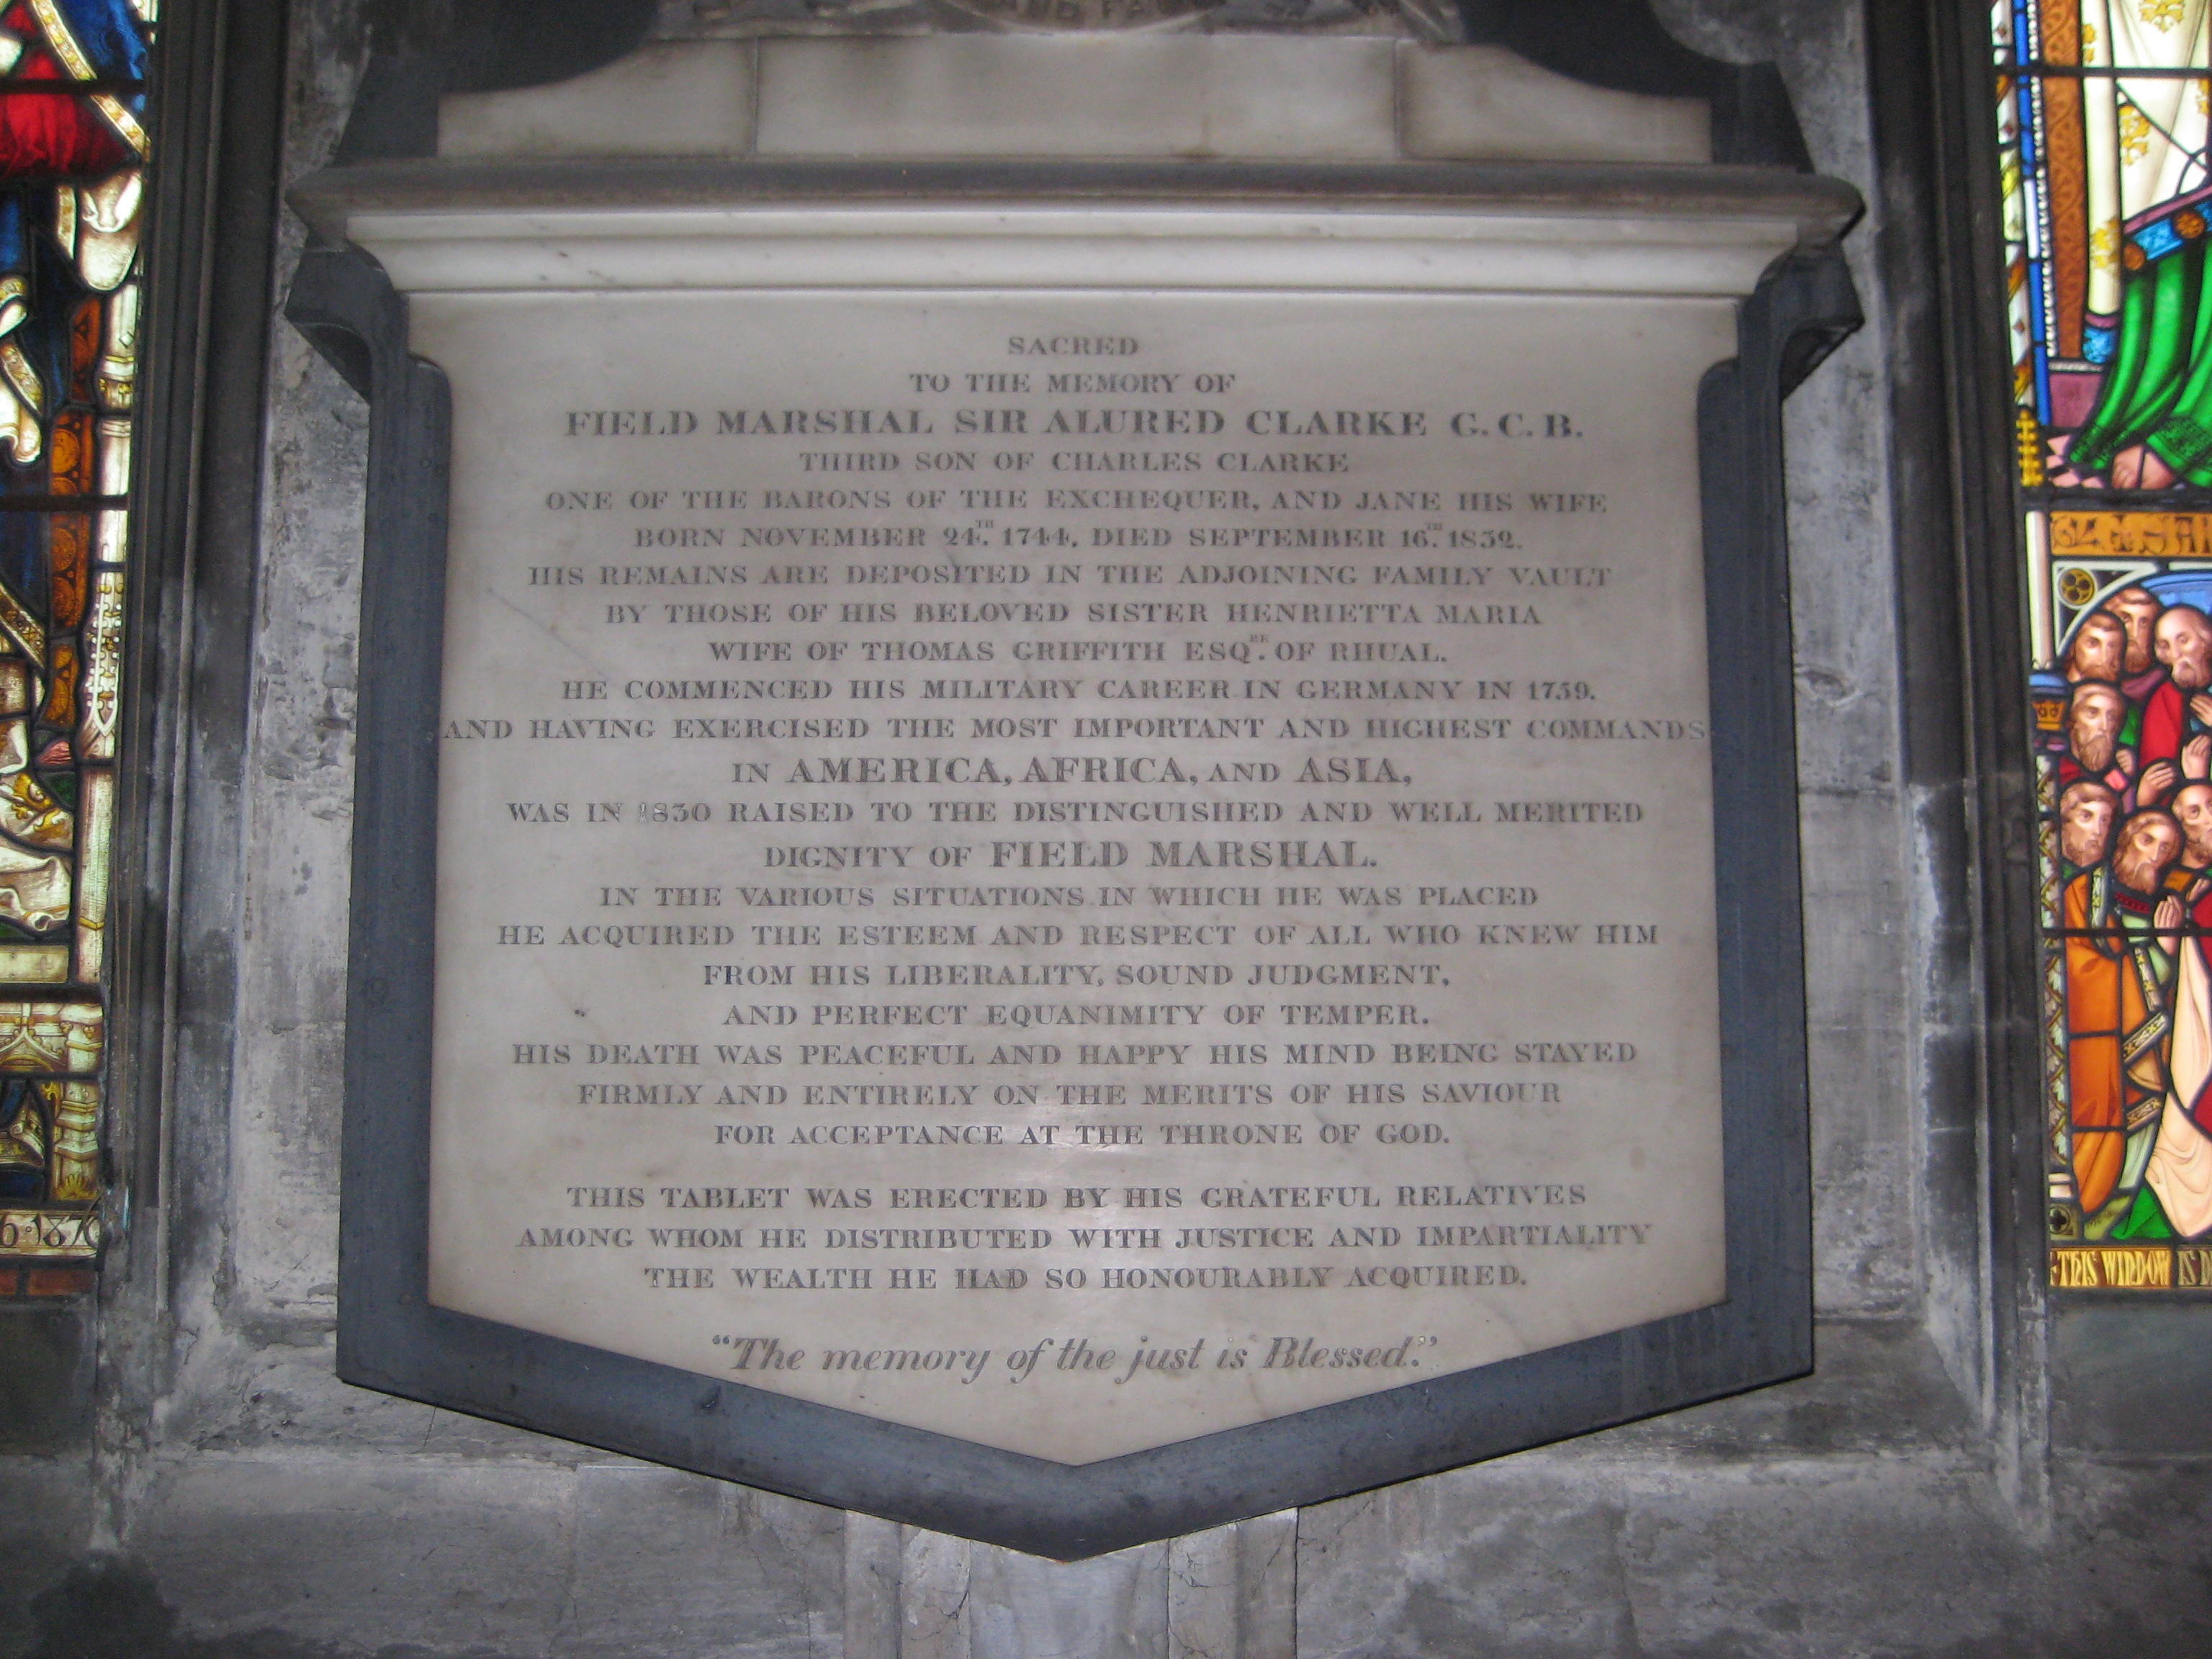 SACRED
TO THE MEMORY OF
FIELD MARSHAL SIR ALURED CLARKE G.C.B.
THIRD SON OF CHARLES CLARKE
ONE OF THE BARONS OF THE EXCHEQUER, AND JANE HIS WIFE
BORN NOVEMBER 24TH. 1744. DIED SEPTEMBER 16TH. 1832.
HIS REMAINS ARE DEPOSITED IN THE ADJOINING FAMILY VAULT
BY THOSE OF HIS BELOVED SISTER HENRIETTA MARIA
WIFE OF THOMAS GRIFFITH ESQRE. OF RHUAL.
HE COMMENCED HIS MILITARY CAREER IN GERMANY IN 1759.
AND HAVING EXERCISED THE MOST IMPORTANT AND HIGHEST COMMANDS
IN AMERICA, AFRICA, AND ASIA,
WAS IN 1830 RAISED TO THE DISTINGUISHED AND WELL MERITED
DIGNITY OF FIELD MARSHAL.
IN THE VARIOUS SITUATIONS IN WHICH HE WAS PLACED
HE ACQUIRED THE ESTEEM AND RESPECT OF ALL WHO KNEW HIM
FROM HIS LIBERALITY, SOUND JUDGMENT,
AND PERFECT EQUANIMITY OF TEMPER.
HIS DEATH WAS PEACEFUL AND HAPPY HIS MIND BEING STAYED
FIRMLY AND ENTIRELY ON THE MERITS OF HIS SAVIOUR
FOR ACCEPTANCE AT THE THRONE OF GOD.
THIS TABLET WAS ERECTED BY HIS GRATEFUL RELATIVES
AMONG WHOM HE DISTRIBUTED WITH JUSTICE AND IMPARTIALITY
THE WEALTH HE HAD SO HONOURABLY ACQUIRED.
"The memory of the just is Blessed."
THIS WINDOW IS